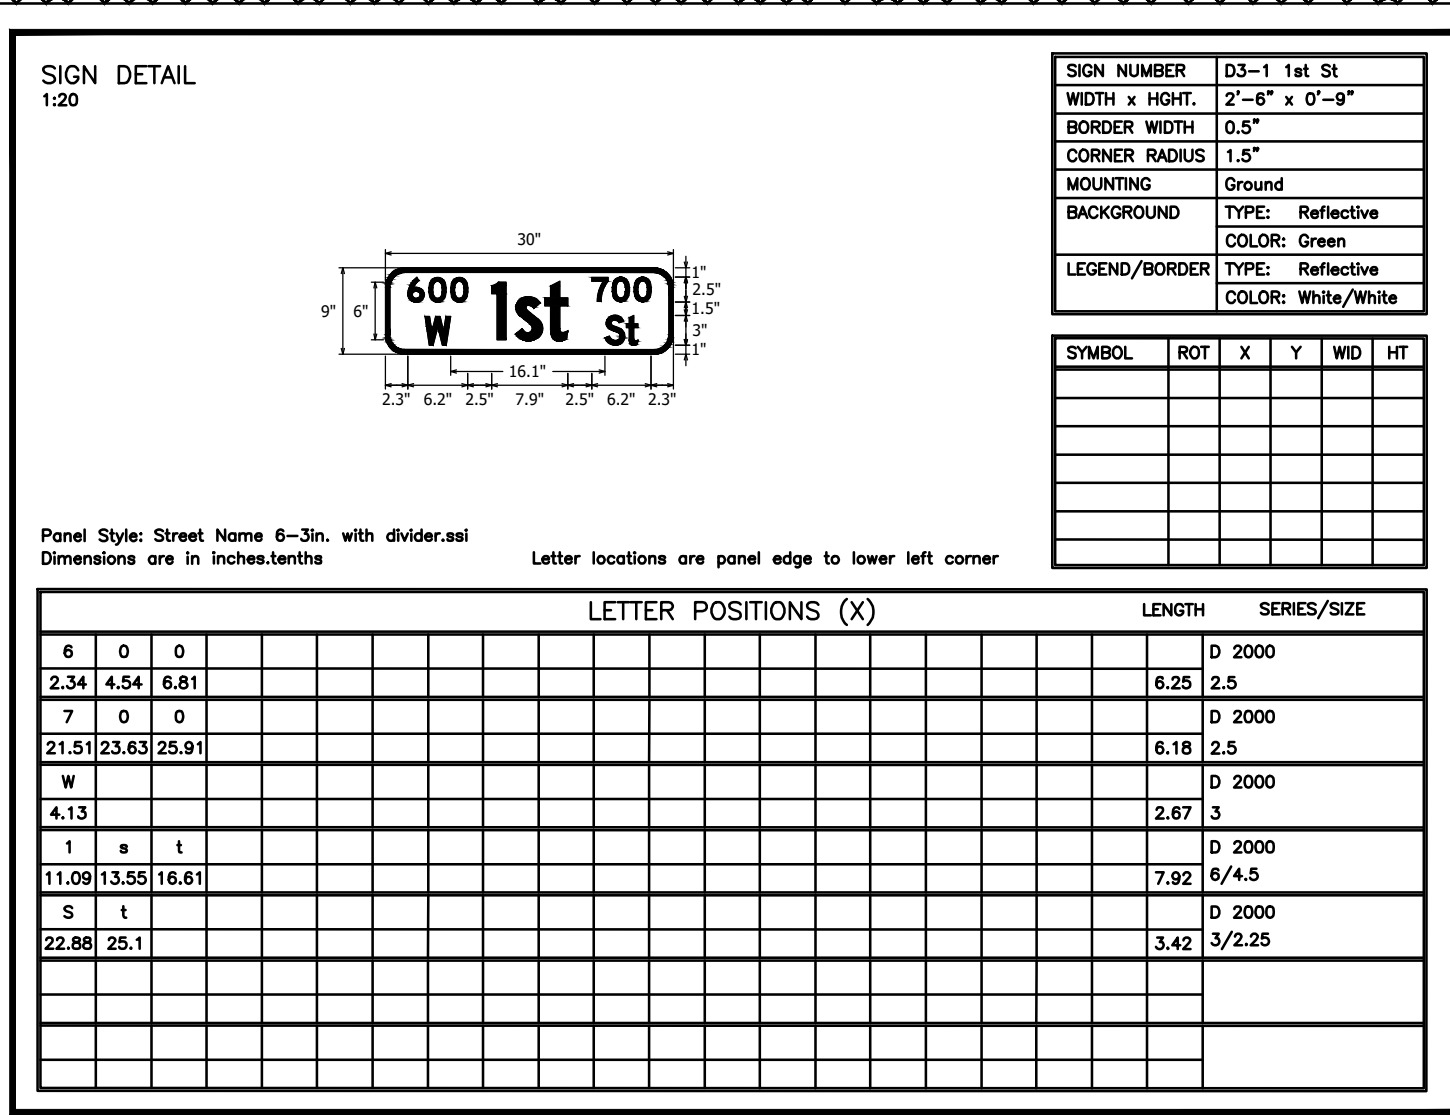 SIGN DETAIL
1:20
SIGN NUMBER D3-1 1st St
WIDTH x HGHT. 2'-6" x 0'-9"
BORDER WIDTH 0.5"
CORNER RADIUS 1.5"
MOUNTING Ground
BACKGROUND TYPE: Reflective
COLOR: Green
LEGEND/BORDER TYPE: Reflective
COLOR: White/White
30"
9" 6"
600 1st 700
W St
1"
2.5"
1.5"
3"
1"
16.1"
2.3" 6.2" 2.5" 7.9" 2.5" 6.2" 2.3"
SYMBOL ROT X Y WID HT
Panel Style: Street Name 6-3in. with divider.ssi
Dimensions are in inches.tenths Letter locations are panel edge to lower left corner
LETTER POSITIONS (X) LENGTH SERIES/SIZE
6 0 0 D 2000
2.34 4.54 6.81 6.25 2.5
7 0 0 D 2000
21.51 23.63 25.91 6.18 2.5
W D 2000
4.13 2.67 3
1 s t D 2000
11.09 13.55 16.61 7.92 6/4.5
S t D 2000
22.88 25.1 3.42 3/2.25